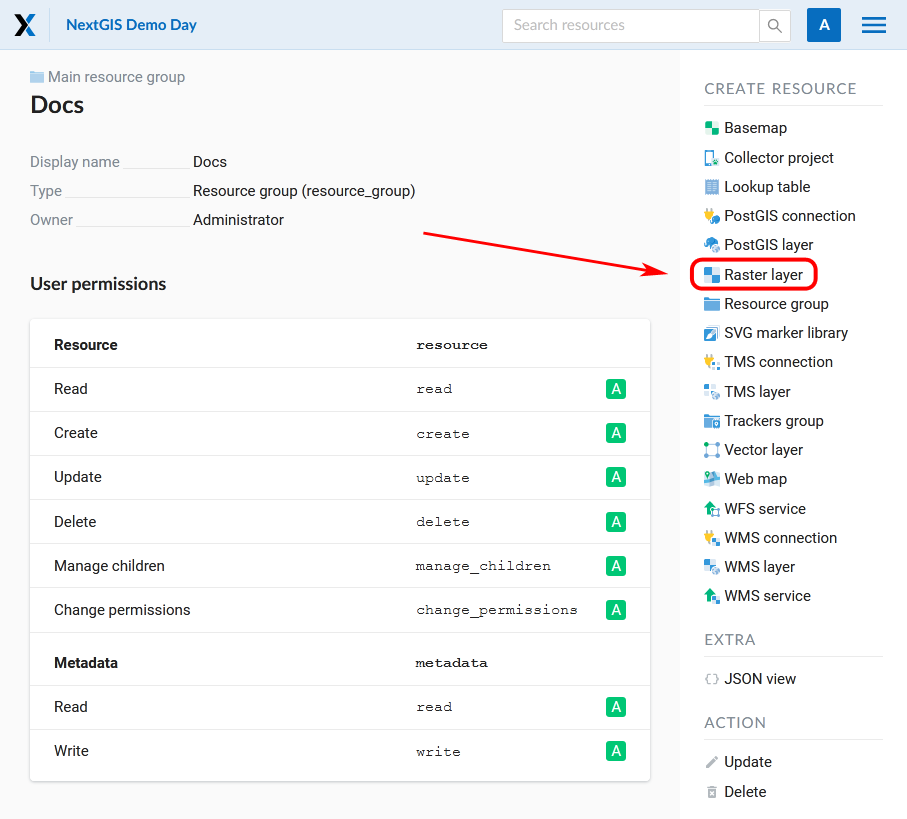 NextGIS Demo Day
Search resources
A
Main resource group
Docs
Display name Docs
Type Resource group (resource_group)
Owner Administrator
User permissions
Resource resource
Read read A
Create create A
Update update A
Delete delete A
Manage children manage_children A
Change permissions change_permissions A
Metadata metadata
Read read A
Write write A
CREATE RESOURCE
Basemap
Collector project
Lookup table
PostGIS connection
PostGIS layer
Raster layer
Resource group
SVG marker library
TMS connection
TMS layer
Trackers group
Vector layer
Web map
WFS service
WMS connection
WMS layer
WMS service
EXTRA
JSON view
ACTION
Update
Delete